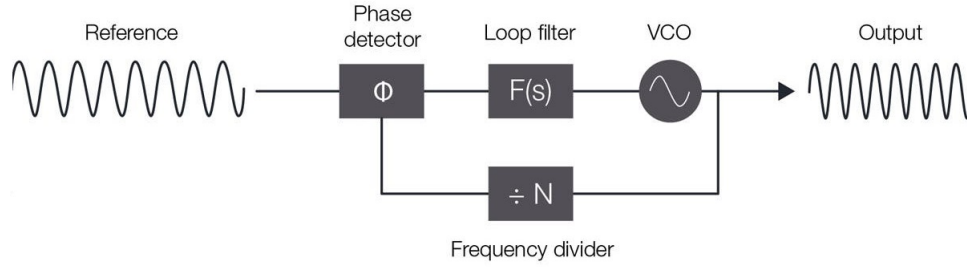 Reference
Phase
detector
Loop filter
VCO
Output
Φ
F(s)
÷ N
Frequency divider